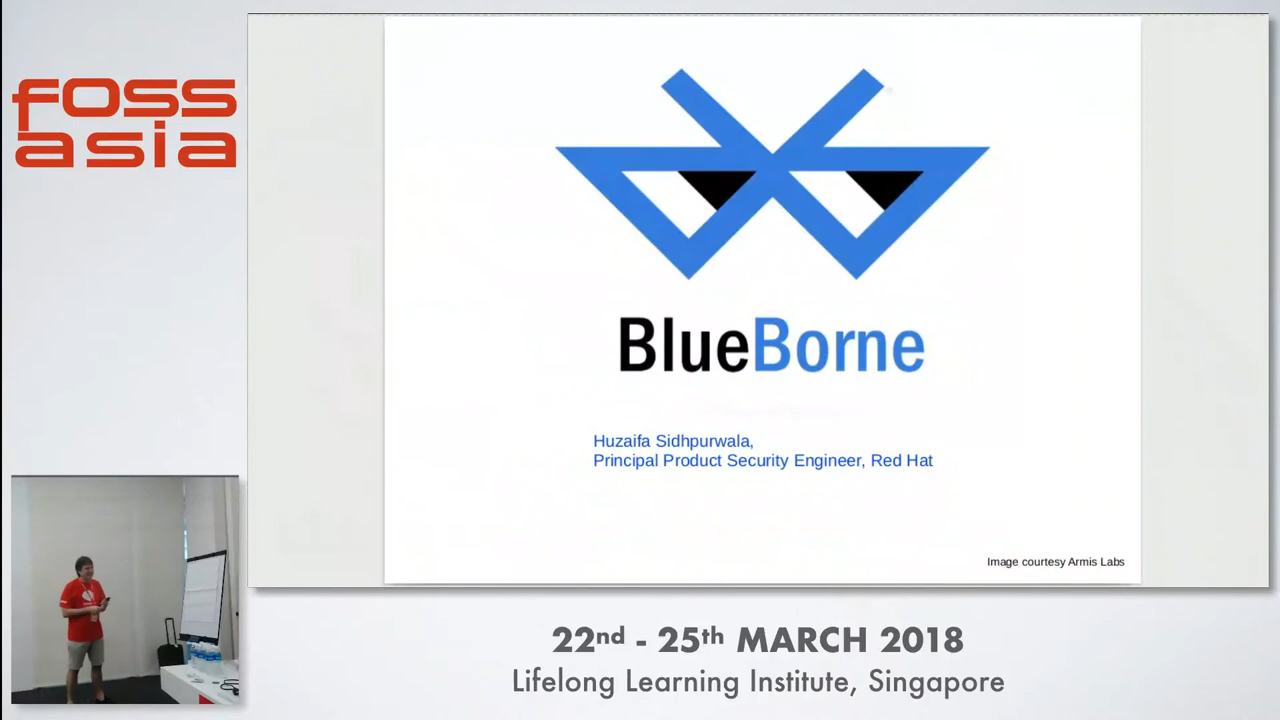 foss
asia
BlueBorne
Huzaifa Sidhpurwala,
Principal Product Security Engineer, Red Hat
Image courtesy Armis Labs
22nd - 25th MARCH 2018
Lifelong Learning Institute, Singapore